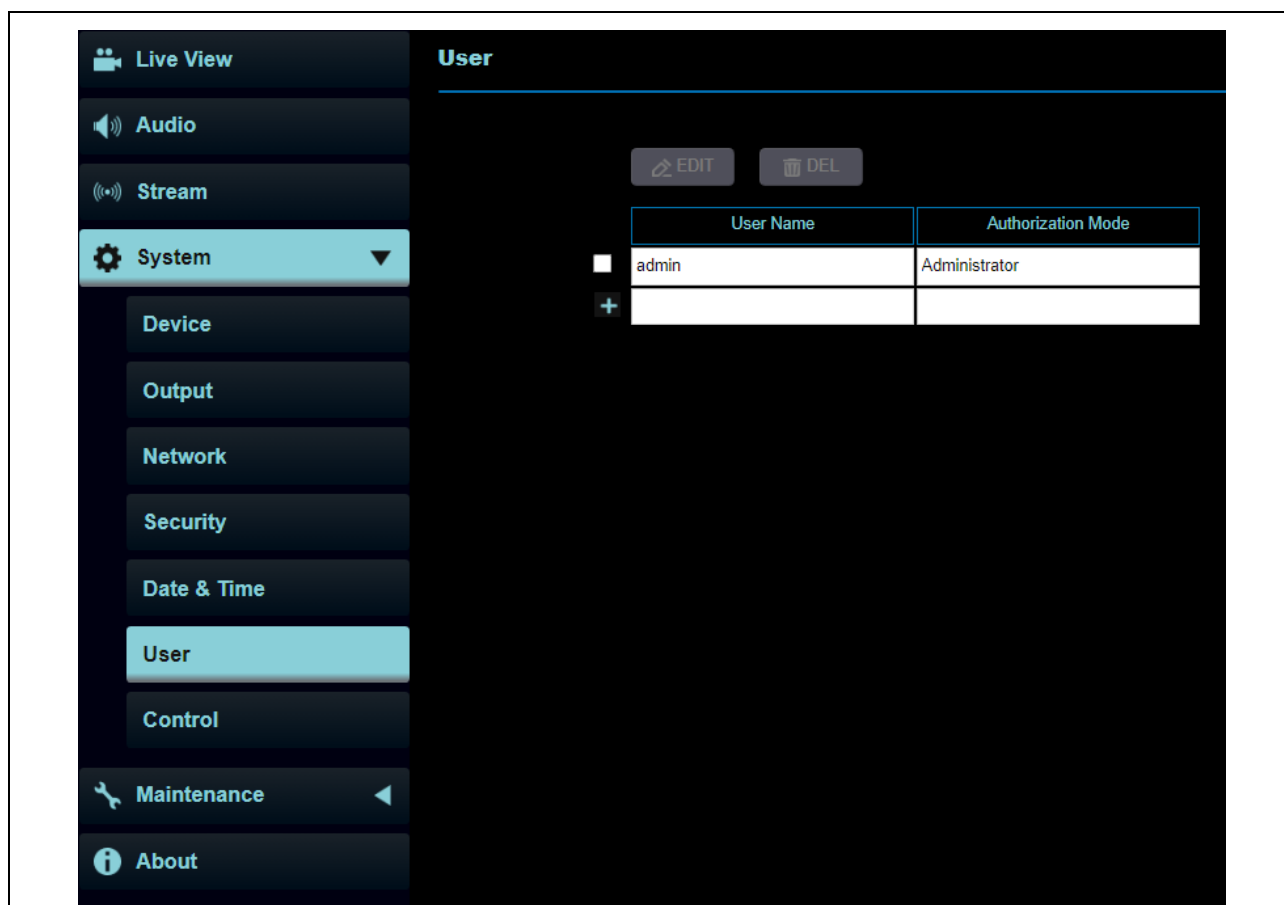 Live View
Audio
Stream
System
Device
Output
Network
Security
Date & Time
User
Control
Maintenance
About
User
EDIT DEL
User Name Authorization Mode
admin Administrator